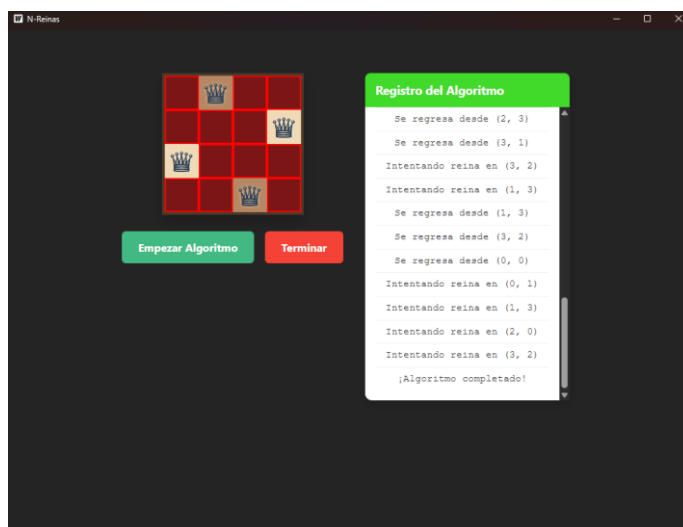 N-Reinas
Registro del Algoritmo
Se regresa desde (2, 3)
Se regresa desde (3, 1)
Intentando reina en (3, 2)
Intentando reina en (1, 3)
Se regresa desde (1, 3)
Se regresa desde (3, 2)
Se regresa desde (0, 0)
Intentando reina en (0, 1)
Intentando reina en (1, 3)
Intentando reina en (2, 0)
Intentando reina en (3, 2)
¡Algoritmo completado!
Empezar Algoritmo
Terminar